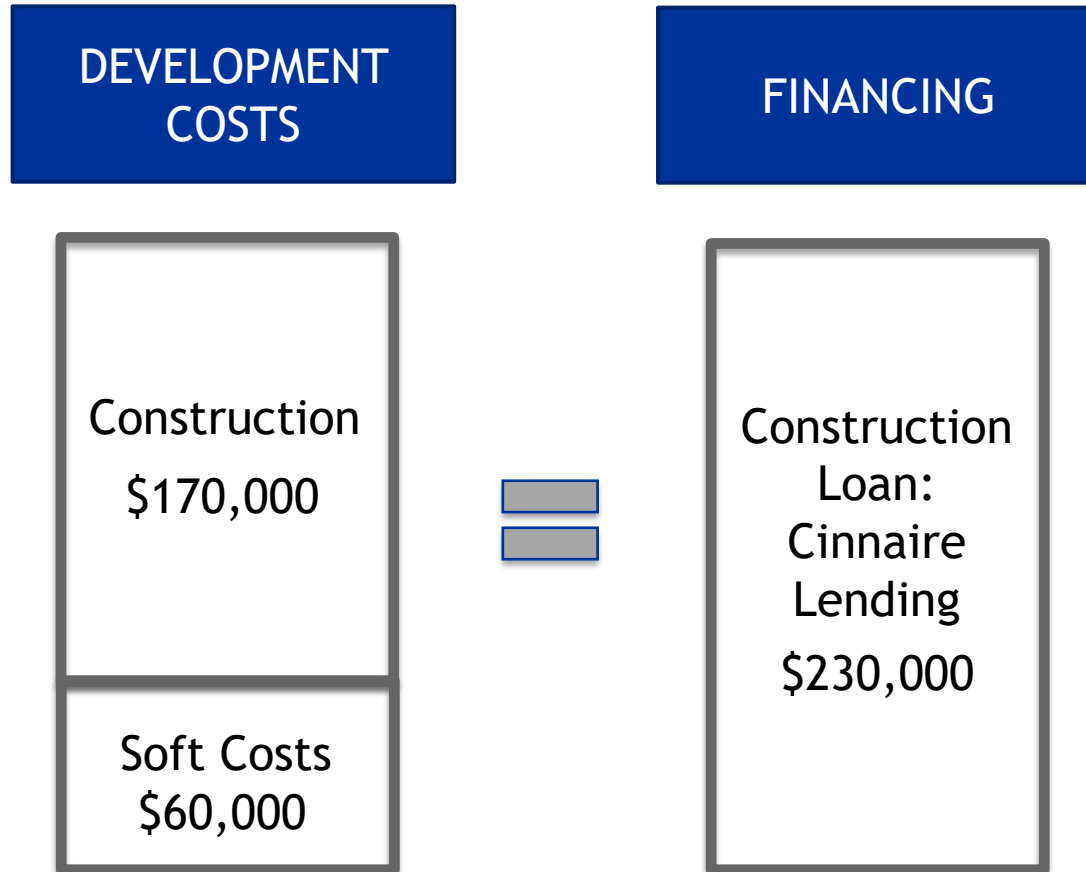 DEVELOPMENT
COSTS
FINANCING
Construction
$170,000
Soft Costs
$60,000
Construction
Loan:
Cinnaire
Lending
$230,000